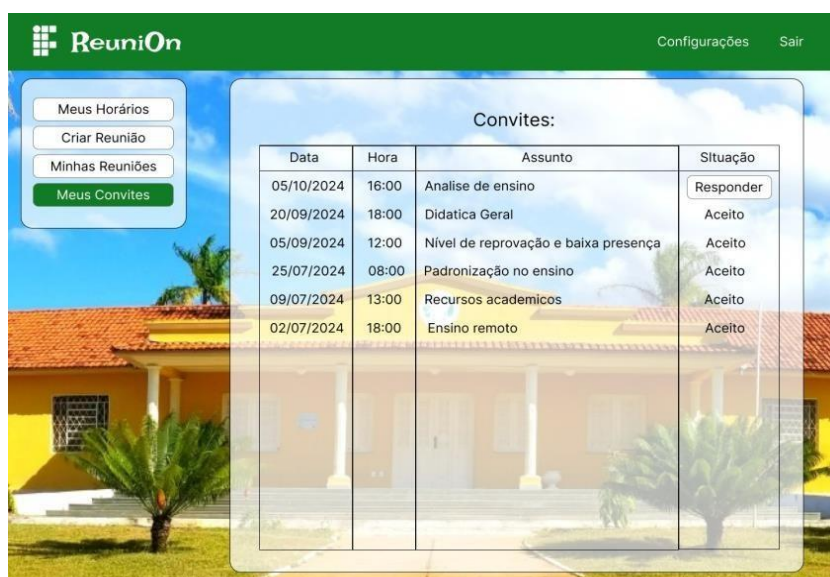 ReuniOn
Configurações Sair
Meus Horários
Criar Reunião
Minhas Reuniões
Meus Convites
Convites:
Data Hora Assunto SItuação
05/10/2024 16:00 Analise de ensino Responder
20/09/2024 18:00 Didatica Geral Aceito
05/09/2024 12:00 Nível de reprovação e baixa presença Aceito
25/07/2024 08:00 Padronização no ensino Aceito
09/07/2024 13:00 Recursos academicos Aceito
02/07/2024 18:00 Ensino remoto Aceito